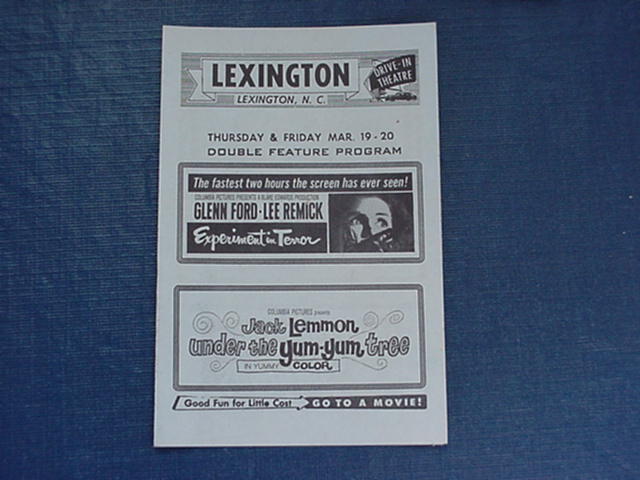 LEXINGTON
DRIVE-IN
THEATRE
LEXINGTON, N. C.
THURSDAY & FRIDAY MAR. 19-20
DOUBLE FEATURE PROGRAM
The fastest two hours the screen has ever seen!
COLUMBIA PICTURES PRESENTS A BLAKE EDWARDS PRODUCTION
GLENN FORD · LEE REMICK
Experiment in Terror
COLUMBIA PICTURES presents
Jack Lemmon
under the yum-yum tree
IN YUMMY COLOR
Good Fun for Little Cost GO TO A MOVIE!